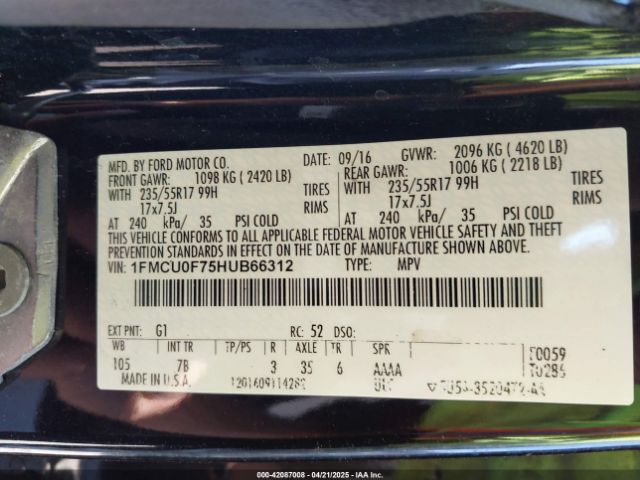 MFD. BY FORD MOTOR CO. DATE: 09/16 GVWR: 2096 KG ( 4620 LB)
FRONT GAWR: 1098 KG ( 2420 LB) REAR GAWR: 1006 KG ( 2218 LB)
WITH 235/55R17 99H TIRES WITH 235/55R17 99H TIRES
17x7.5J RIMS 17x7.5J RIMS
AT 240 kPa/ 35 PSI COLD AT 240 kPa/ 35 PSI COLD
THIS VEHICLE CONFORMS TO ALL APPLICABLE FEDERAL MOTOR VEHICLE SAFETY AND THEFT
PREVENTION STANDARDS IN EFFECT ON THE DATE OF MANUFACTURE SHOWN ABOVE.
VIN: 1FMCU0F75HUB66312 TYPE: MPV
EXT PNT: G1 RC: 52 DSO:
WB INT TR TP/PS R AXLE TR SPR
105 7B 3 35 6 AAAA
F0059
T0286
MADE IN U.S.A.
000-42087008 - 04/21/2025 - IAAI.com